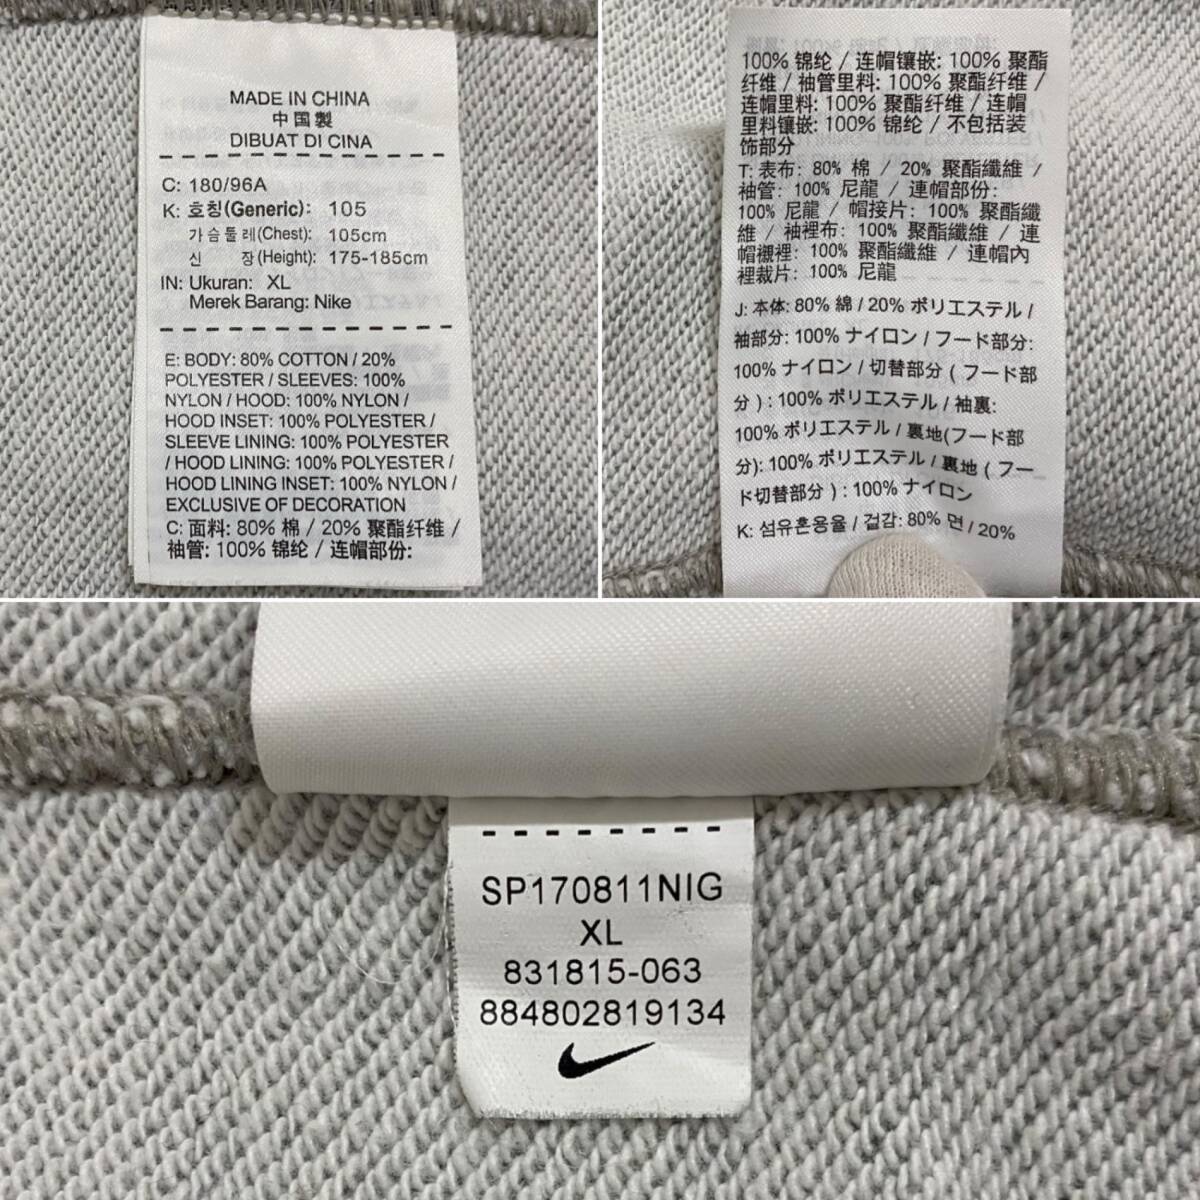 MADE IN CHINA
中国製
DIBUAT DI CINA
C: 180/96A
K: 호칭(Generic): 105
가슴둘레(Chest): 105cm
신 장(Height): 175-185cm
IN: Ukuran: XL
Merek Barang: Nike
E: BODY: 80% COTTON / 20%
POLYESTER / SLEEVES: 100%
NYLON / HOOD: 100% NYLON /
HOOD INSET: 100% POLYESTER /
SLEEVE LINING: 100% POLYESTER
/ HOOD LINING: 100% POLYESTER /
HOOD LINING INSET: 100% NYLON /
EXCLUSIVE OF DECORATION
C: 面料: 80% 棉 / 20% 聚酯纤维 /
袖管: 100% 锦纶 / 连帽部份:
100% 锦纶 / 连帽镶嵌: 100% 聚酯
纤维 / 袖管里料: 100% 聚酯纤维 /
连帽里料: 100% 聚酯纤维 / 连帽
里料镶嵌: 100% 锦纶 / 不包括装
饰部分
T: 表布: 80% 棉 / 20% 聚酯纖維 /
袖管: 100% 尼龍 / 連帽部份:
100% 尼龍 / 帽接片: 100% 聚酯纖
維 / 袖裡布: 100% 聚酯纖維 / 連
帽襯裡: 100% 聚酯纖維 / 連帽內
裡裁片: 100% 尼龍
J: 本体: 80% 綿 / 20% ポリエステル /
袖部分: 100% ナイロン / フード部分:
100% ナイロン / 切替部分 ( フード部
分 ) : 100% ポリエステル / 袖裏:
100% ポリエステル / 裏地(フード部
分): 100% ポリエステル / 裏地 ( フー
ド切替部分 ) : 100% ナイロン
K: 섬유혼용율 / 겉감: 80% 면 / 20%
SP170811NIG
XL
831815-063
884802819134